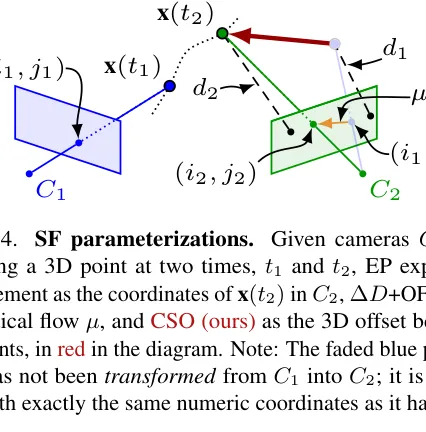 x(t₂)
x(t₁)
₁, j₁)
d₁
d₂
μ
(i₂, j₂)
(i₁
C₁
C₂
4. SF parameterizations. Given cameras C
ng a 3D point at two times, t₁ and t₂, EP exp
ement as the coordinates of x(t₂) in C₂, ΔD+OF
ical flow μ, and CSO (ours) as the 3D offset be
nts, in red in the diagram. Note: The faded blue p
as not been transformed from C₁ into C₂; it is
th exactly the same numeric coordinates as it ha